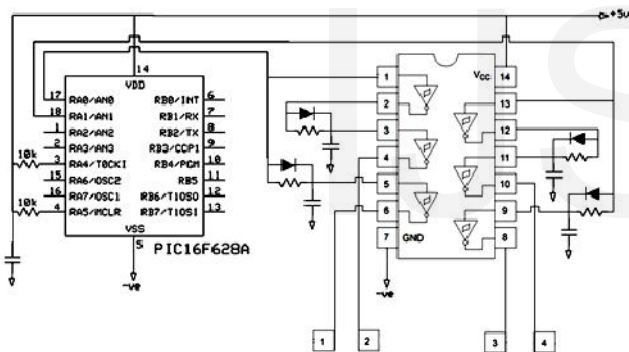 +5v
14
VDD
17 RA0/AN0 RB0/INT 6
18 RA1/AN1 RB1/RX 7
1 RA2/AN2 RB2/TX 8
2 RA3/AN3 RB3/CCP1 9
10k 3 RA4/T0CKI RB4/PGM 10
15 RA6/OSC2 RB5 11
16 RA7/OSC1 RB6/T1OSO 12
10k 4 RA5/MCLR RB7/T1OSI 13
VSS
5 PIC16F628A
-ve
1 VCC 14
2 13
3 12
4 11
5 10
6 9
7 GND 8
-ve
1 2 3 4